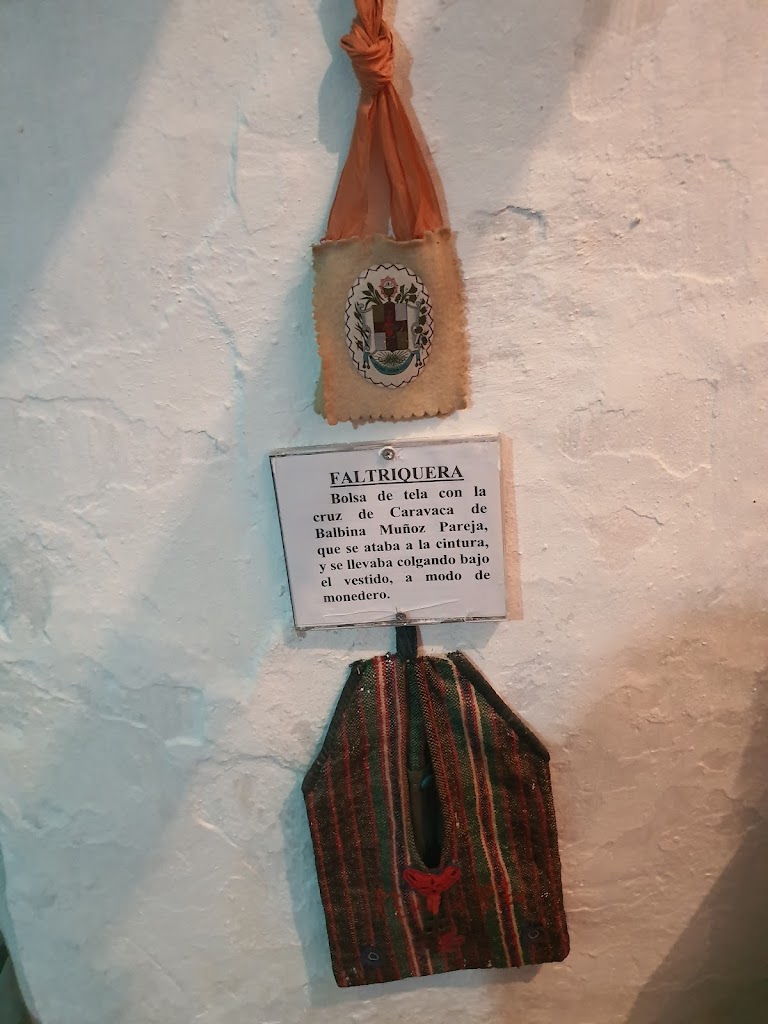 FALTRIQUERA
Bolsa de tela con la
cruz de Caravaca de
Balbina Muñoz Pareja,
que se ataba a la cintura,
y se llevaba colgando bajo
el vestido, a modo de
monedero.